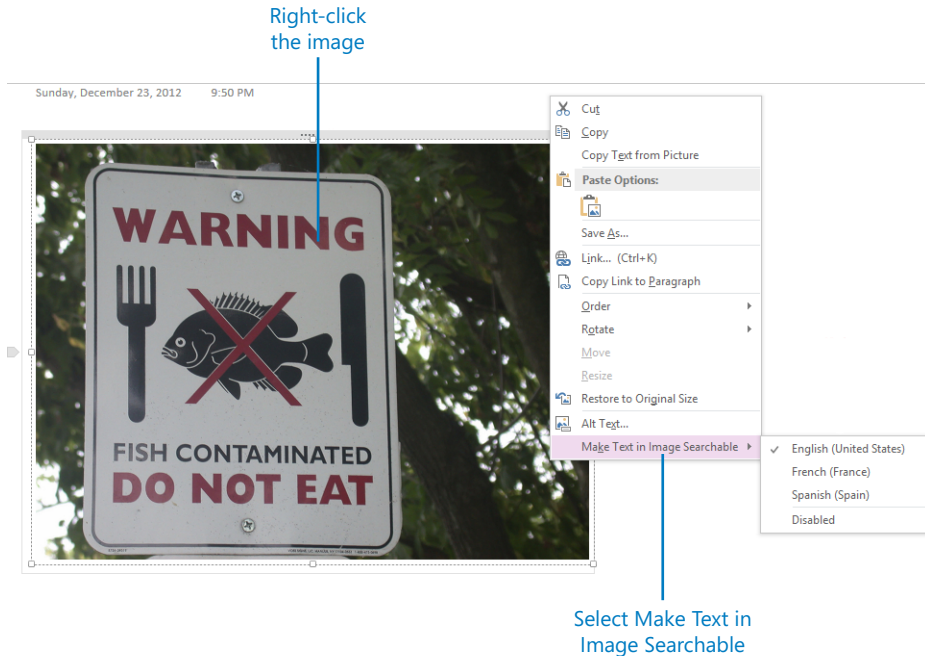 Right-click
the image
Sunday, December 23, 2012 9:50 PM
WARNING
FISH CONTAMINATED
DO NOT EAT
Cut
Copy
Copy Text from Picture
Paste Options:
Save As...
Link... (Ctrl+K)
Copy Link to Paragraph
Order
Rotate
Move
Resize
Restore to Original Size
Alt Text...
Make Text in Image Searchable
English (United States)
French (France)
Spanish (Spain)
Disabled
Select Make Text in
Image Searchable